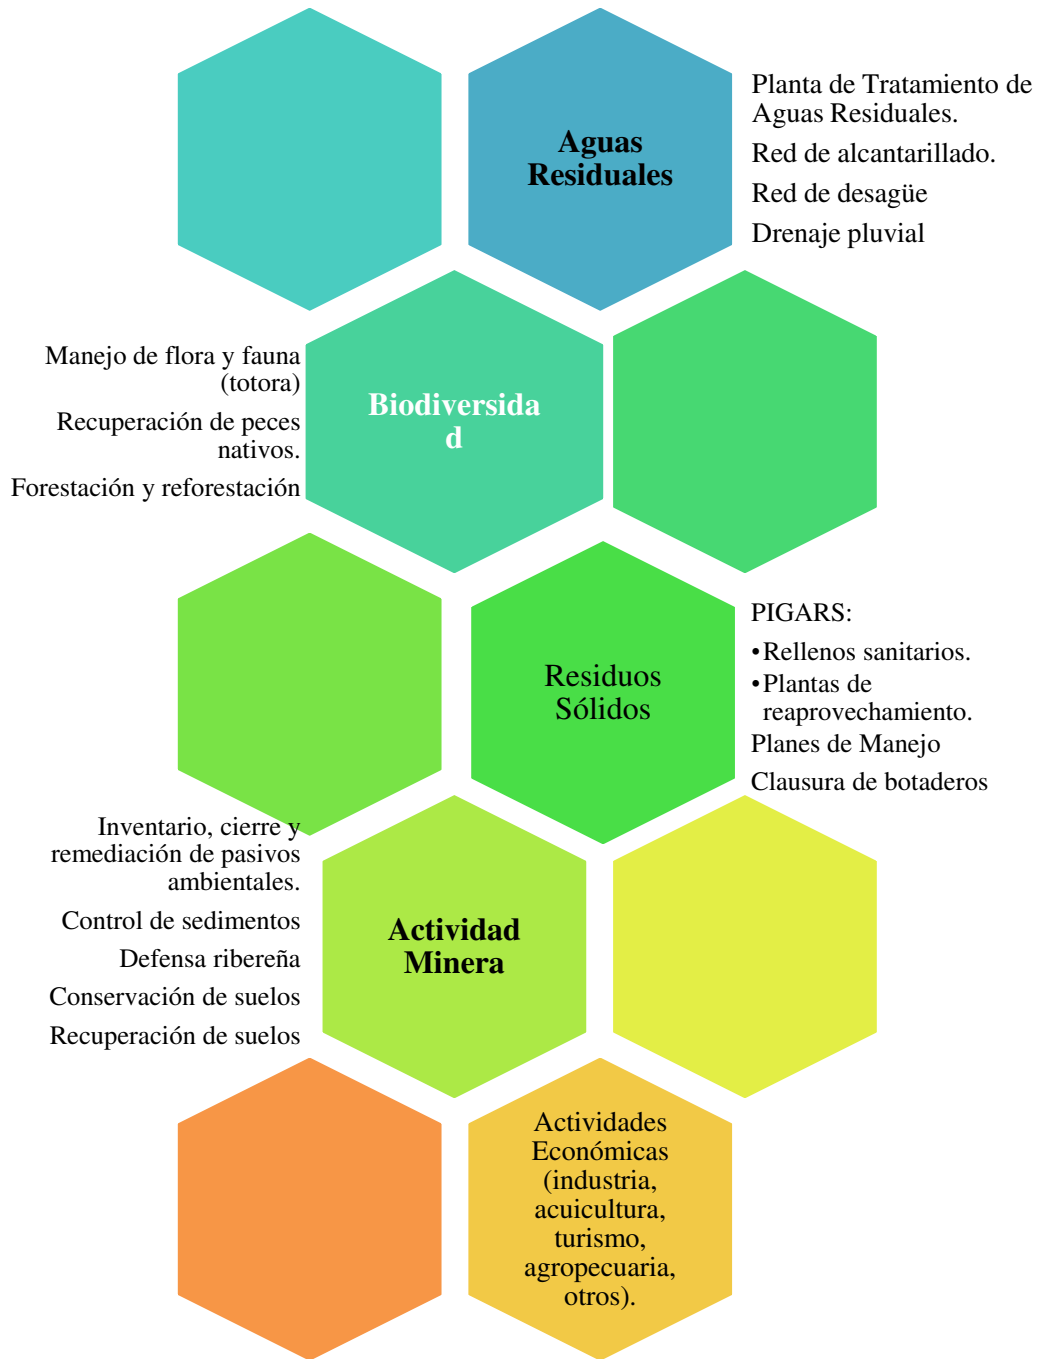 Aguas
Residuales
Planta de Tratamiento de
Aguas Residuales.
Red de alcantarillado.
Red de desagüe
Drenaje pluvial
Biodiversida
d
Manejo de flora y fauna
(totora)
Recuperación de peces
nativos.
Forestación y reforestación
Residuos
Sólidos
PIGARS:
•Rellenos sanitarios.
•Plantas de
reaprovechamiento.
Planes de Manejo
Clausura de botaderos
Actividad
Minera
Inventario, cierre y
remediación de pasivos
ambientales.
Control de sedimentos
Defensa ribereña
Conservación de suelos
Recuperación de suelos
Actividades
Económicas
(industria,
acuicultura,
turismo,
agropecuaria,
otros).